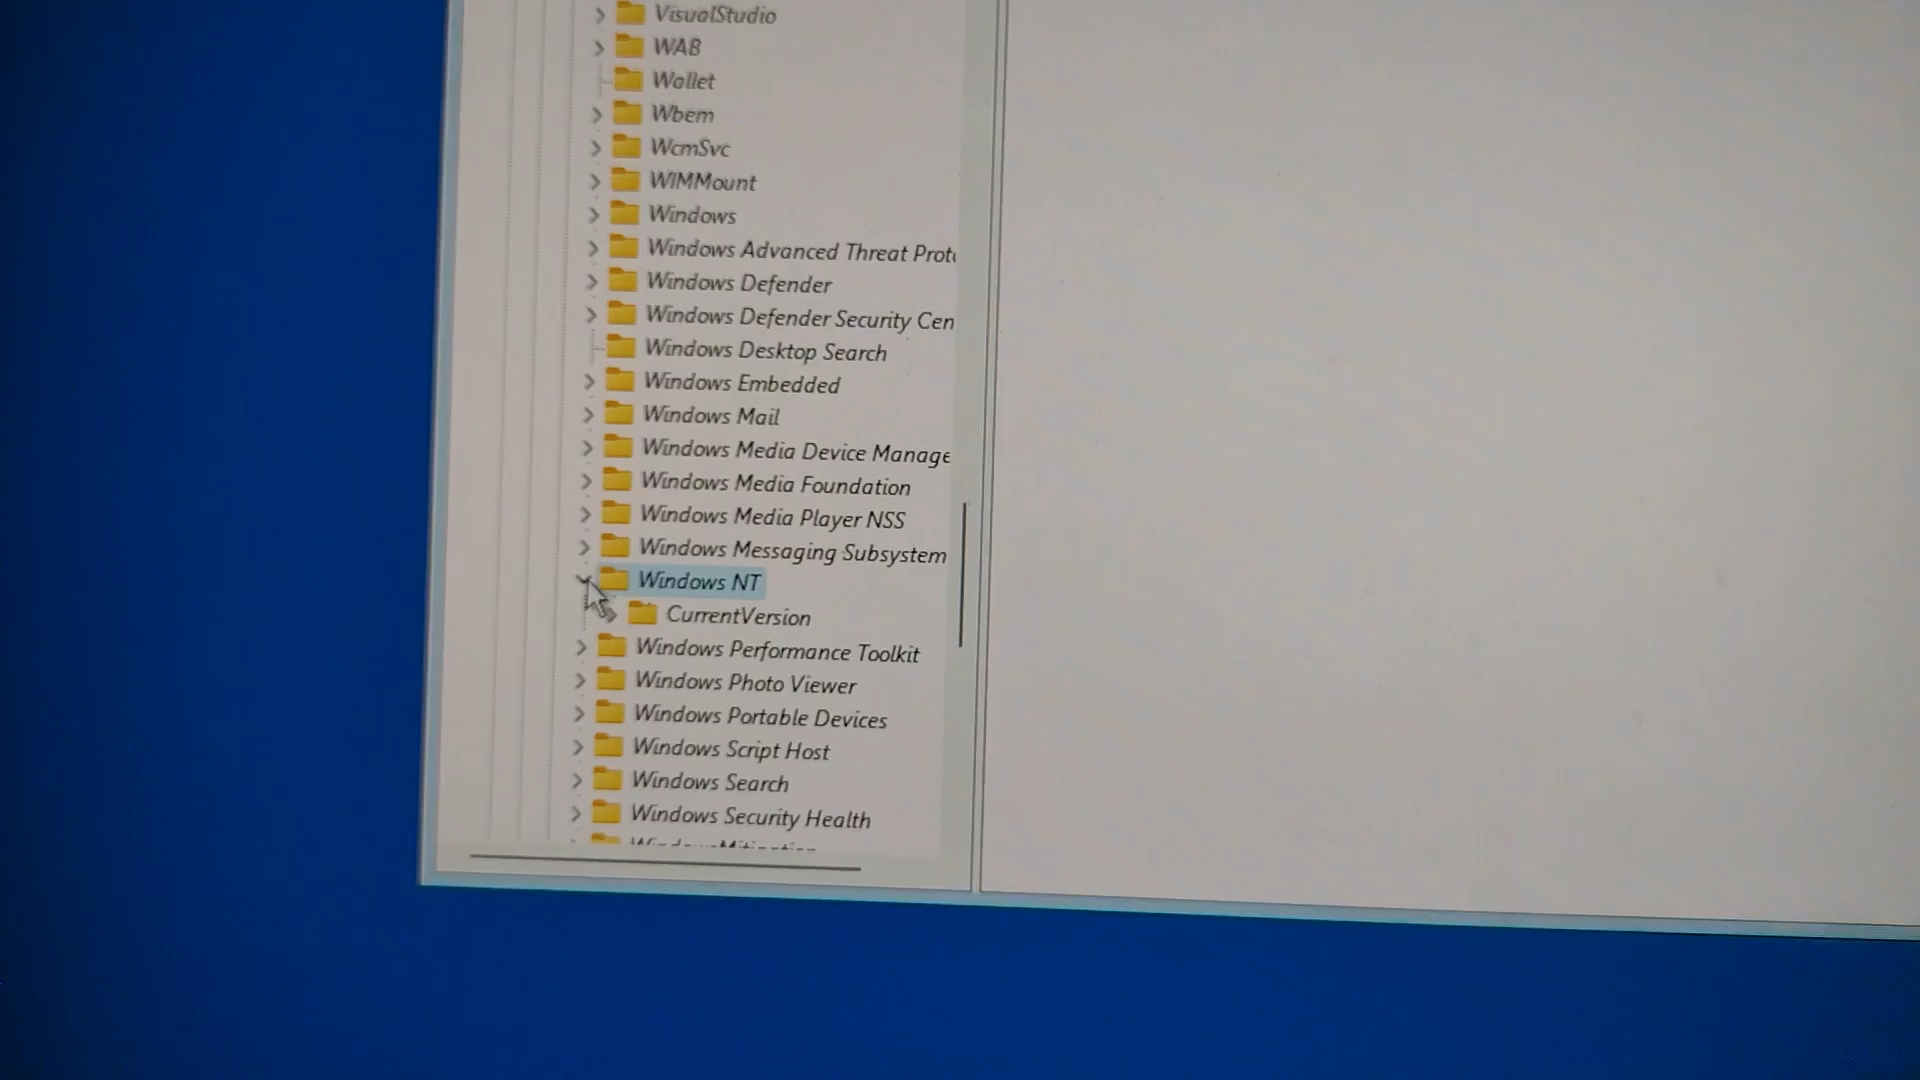 VisualStudio
WAB
Wallet
Wbem
WcmSvc
WIMMount
Windows
Windows Advanced Threat Prot
Windows Defender
Windows Defender Security Cen
Windows Desktop Search
Windows Embedded
Windows Mail
Windows Media Device Manage
Windows Media Foundation
Windows Media Player NSS
Windows Messaging Subsystem
Windows NT
CurrentVersion
Windows Performance Toolkit
Windows Photo Viewer
Windows Portable Devices
Windows Script Host
Windows Search
Windows Security Health